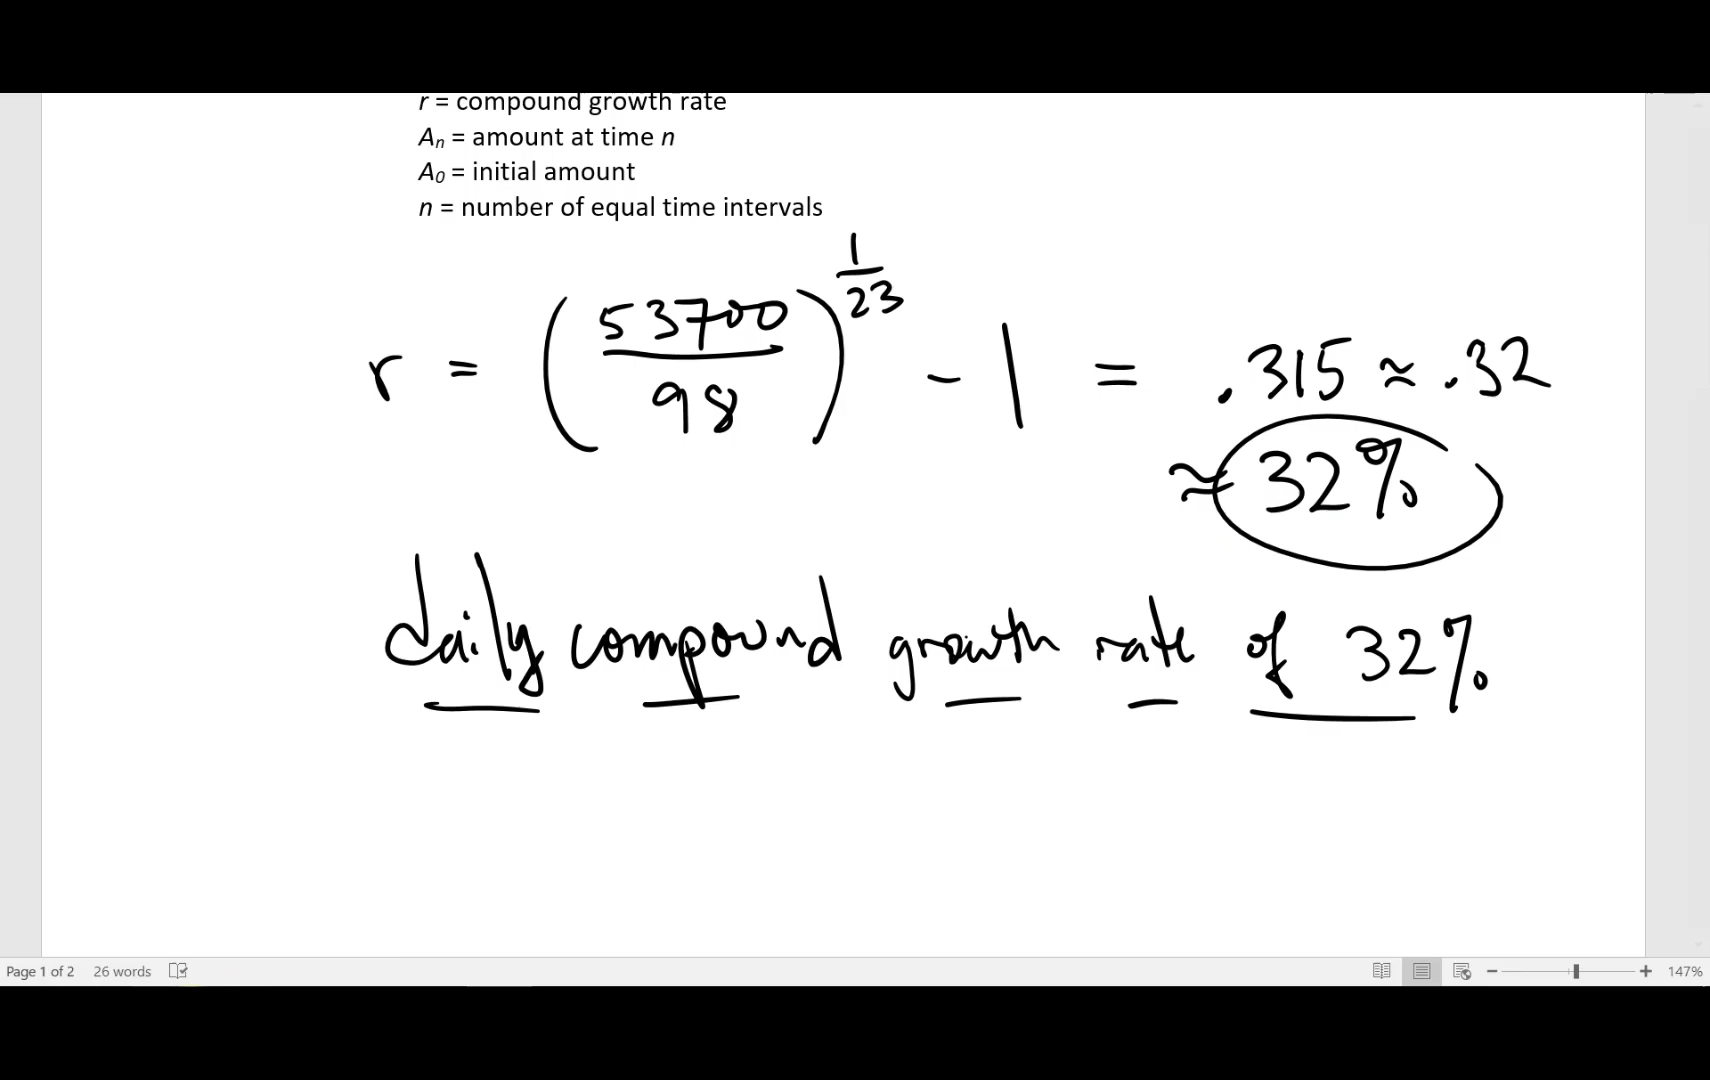 r = compound growth rate
Aₙ = amount at time n
A₀ = initial amount
n = number of equal time intervals
r = (53700/98)^(1/23) - 1 = .315 ≈ .32
≈ 32%
daily compound growth rate of 32%
Page 1 of 2 26 words 147%